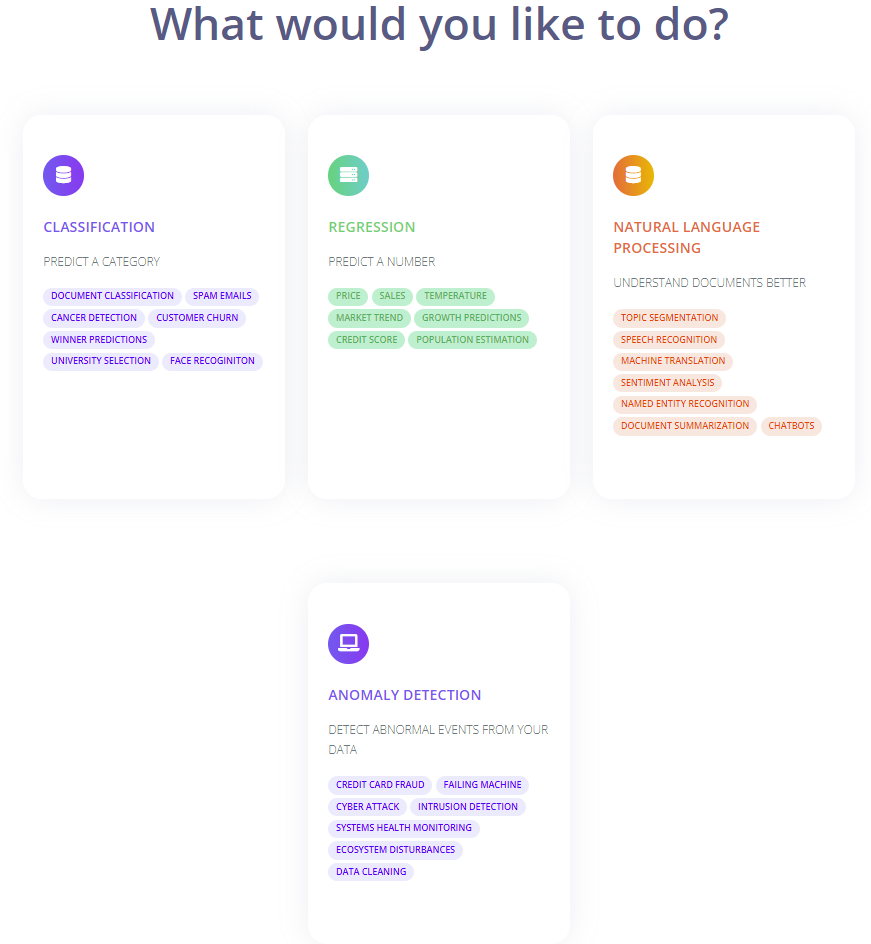 What would you like to do?
CLASSIFICATION
PREDICT A CATEGORY
DOCUMENT CLASSIFICATION SPAM EMAILS
CANCER DETECTION CUSTOMER CHURN
WINNER PREDICTIONS
UNIVERSITY SELECTION FACE RECOGINITON
REGRESSION
PREDICT A NUMBER
PRICE SALES TEMPERATURE
MARKET TREND GROWTH PREDICTIONS
CREDIT SCORE POPULATION ESTIMATION
NATURAL LANGUAGE
PROCESSING
UNDERSTAND DOCUMENTS BETTER
TOPIC SEGMENTATION
SPEECH RECOGNITION
MACHINE TRANSLATION
SENTIMENT ANALYSIS
NAMED ENTITY RECOGNITION
DOCUMENT SUMMARIZATION CHATBOTS
ANOMALY DETECTION
DETECT ABNORMAL EVENTS FROM YOUR
DATA
CREDIT CARD FRAUD FAILING MACHINE
CYBER ATTACK INTRUSION DETECTION
SYSTEMS HEALTH MONITORING
ECOSYSTEM DISTURBANCES
DATA CLEANING